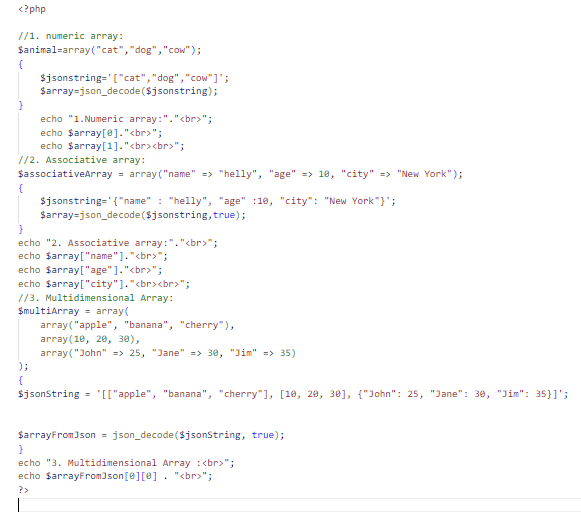 <?php
//1. numeric array:
$animal=array("cat","dog","cow");
{
$jsonstring='["cat","dog","cow"]';
$array=json_decode($jsonstring);
}
echo "1.Numeric array:"."<br>";
echo $array[0]."<br>";
echo $array[1]."<br><br>";
//2. Associative array:
$associativeArray = array("name" => "helly", "age" => 10, "city" => "New York");
{
$jsonstring='{"name" : "helly", "age" :10, "city": "New York"}';
$array=json_decode($jsonstring,true);
}
echo "2. Associative array:"."<br>";
echo $array["name"]."<br>";
echo $array["age"]."<br>";
echo $array["city"]."<br><br>";
//3. Multidimensional Array:
$multiArray = array(
array("apple", "banana", "cherry"),
array(10, 20, 30),
array("John" => 25, "Jane" => 30, "Jim" => 35)
);
{
$jsonString = '[["apple", "banana", "cherry"], [10, 20, 30], {"John": 25, "Jane": 30, "Jim": 35}]';
$arrayFromJson = json_decode($jsonString, true);
}
echo "3. Multidimensional Array :<br>";
echo $arrayFromJson[0][0] . "<br>";
?>